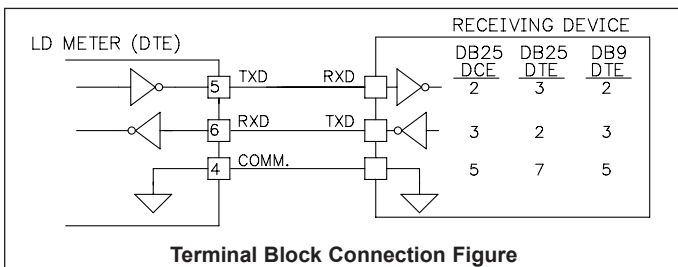 RECEIVING DEVICE
LD METER (DTE)
DB25 DB25 DB9
DCE DTE DTE
5 TXD RXD 2 3 2
6 RXD TXD 3 2 3
4 COMM. 5 7 5
Terminal Block Connection Figure